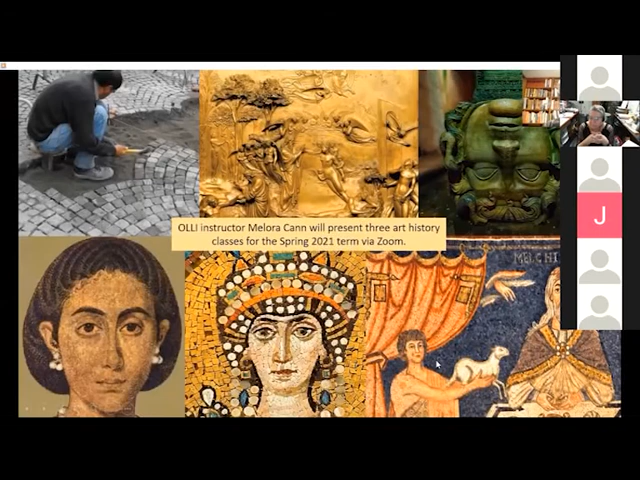 OLLI instructor Melora Cann will present three art history
classes for the Spring 2021 term via Zoom.
J